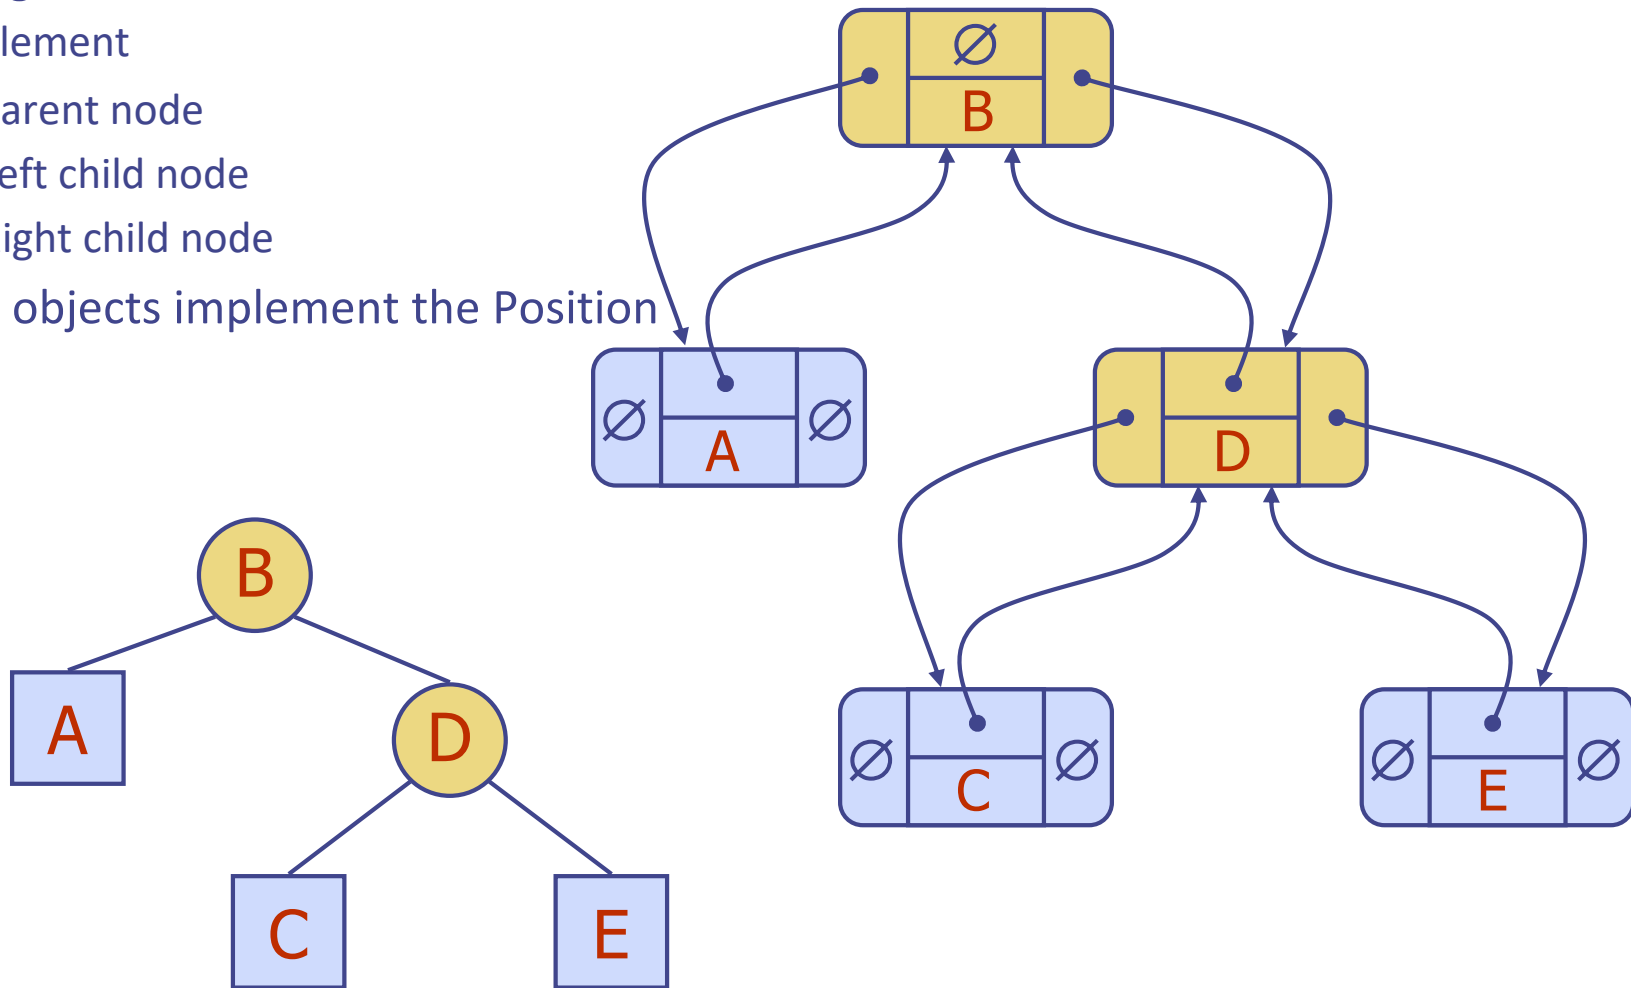 lement
arent node
eft child node
ight child node
objects implement the Position
∅
B
∅
A
∅
D
∅
C
∅
∅
E
∅
B
A
D
C
E